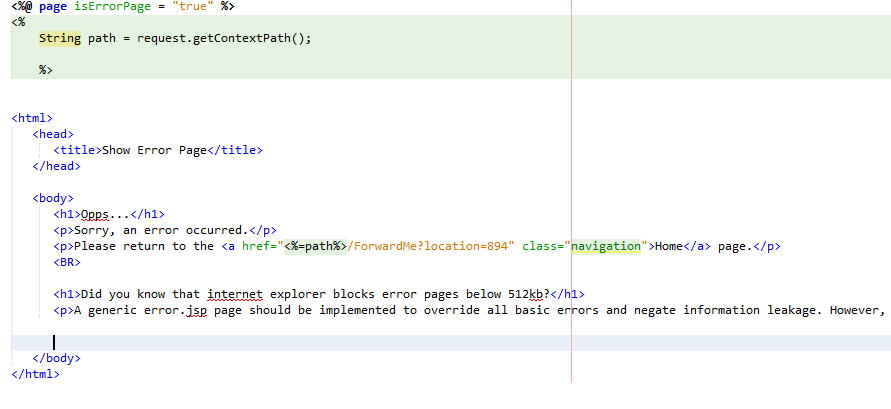 <%@ page isErrorPage = "true" %>
<%
String path = request.getContextPath();
%>
<html>
<head>
<title>Show Error Page</title>
</head>
<body>
<h1>Opps...</h1>
<p>Sorry, an error occurred.</p>
<p>Please return to the <a href="<%=path%>/ForwardMe?location=894" class="navigation">Home</a> page.</p>
<BR>
<h1>Did you know that internet explorer blocks error pages below 512kb?</h1>
<p>A generic error.jsp page should be implemented to override all basic errors and negate information leakage. However,
</body>
</html>